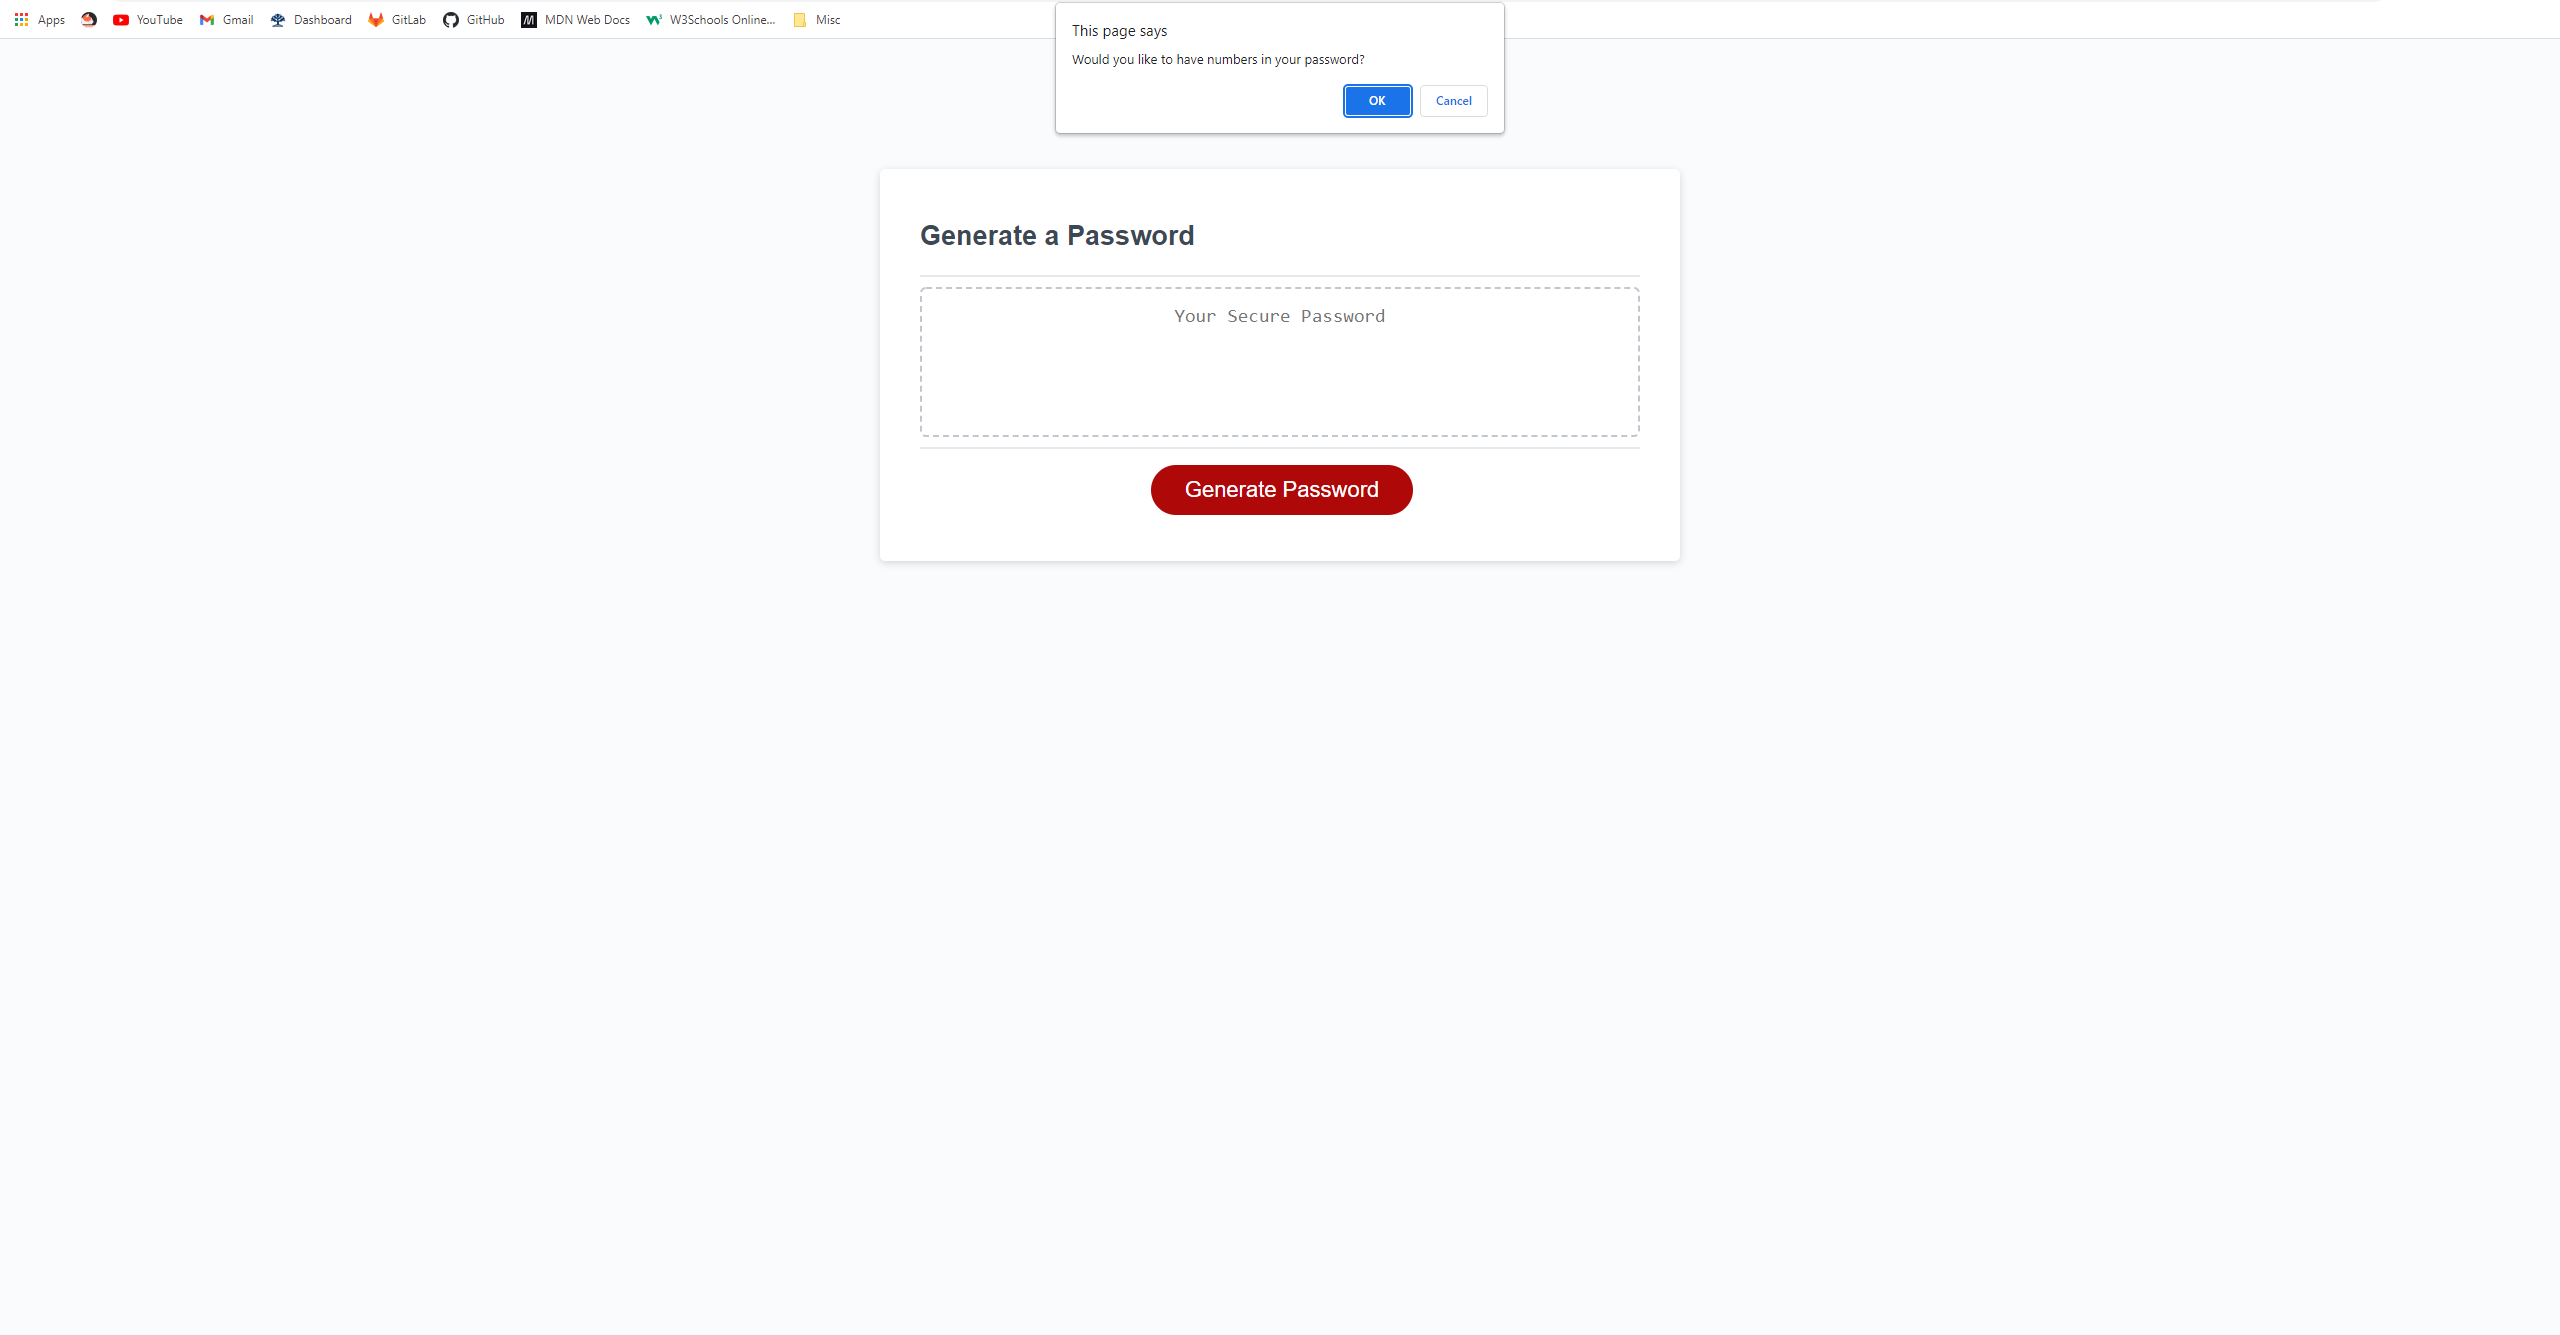 Apps YouTube Gmail Dashboard GitLab GitHub MDN Web Docs W3Schools Online... Misc
This page says
Would you like to have numbers in your password?
OK Cancel
Generate a Password
Your Secure Password
Generate Password